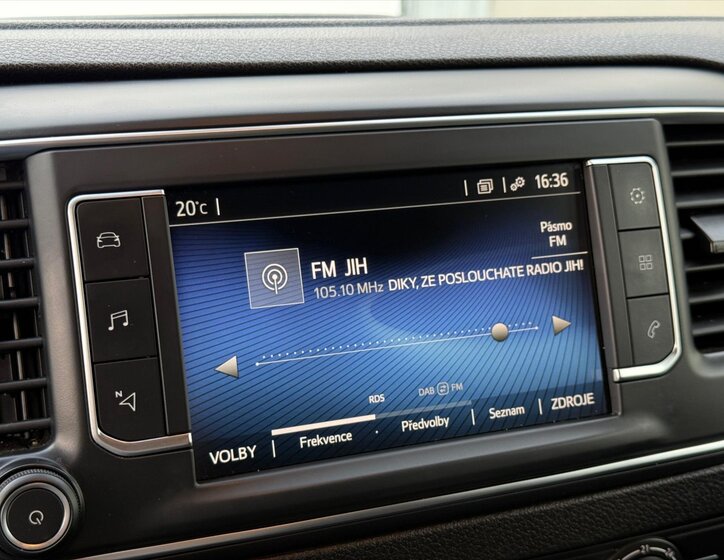 20°C
16:36
Pásmo
FM
FM JIH
105.10 MHz DIKY, ZE POSLOUCHATE RADIO JIH!
RDS
DAB FM
VOLBY
Frekvence
Předvolby
Seznam
ZDROJE
N